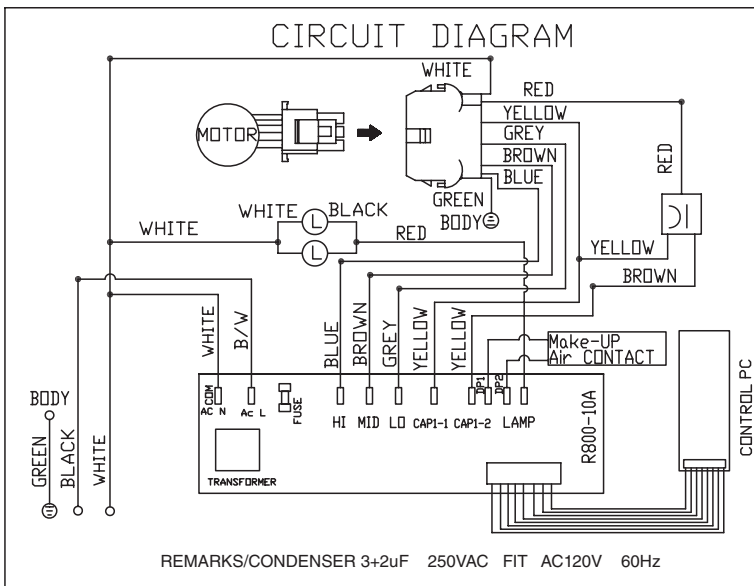 CIRCUIT DIAGRAM
WHITE
RED
YELLOW
GREY
BROWN
BLUE
MOTOR
GREEN
BODY
RED
WHITE
WHITE
L
BLACK
L
RED
YELLOW
BROWN
WHITE
B/W
BLUE
BROWN
GREY
YELLOW
YELLOW
Make-UP
Air CONTACT
CONTROL PC
BODY
GREEN
BLACK
WHITE
COM
AC N
Ac L
FUSE
HI
MID
LO
CAP1-1
CAP1-2
DP1
DP2
LAMP
R800-10A
TRANSFORMER
REMARKS/CONDENSER 3+2uF 250VAC FIT AC120V 60Hz